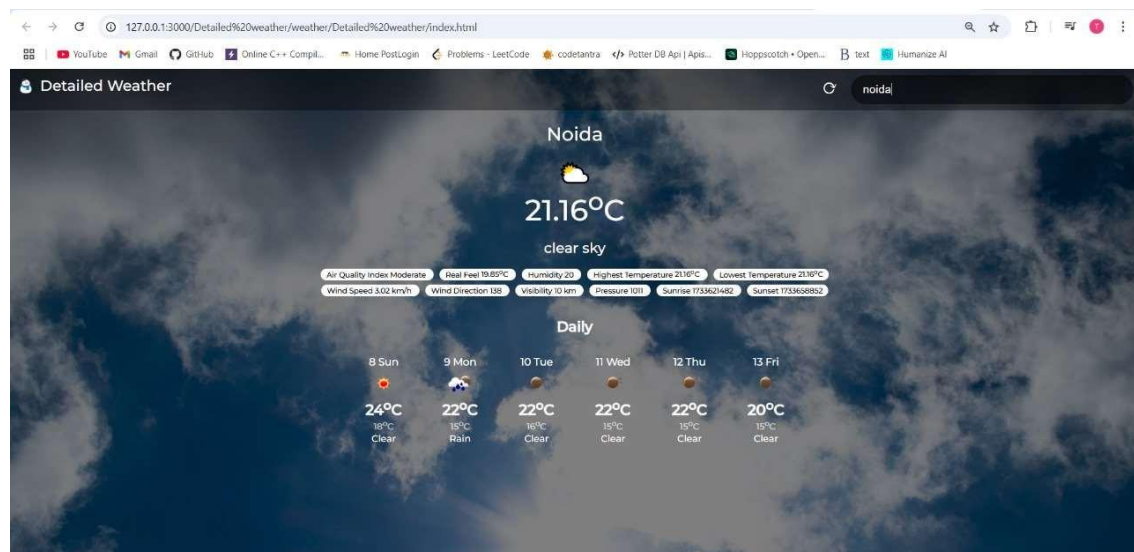 127.0.0.1:3000/Detailed%20weather/weather/Detailed%20weather/index.html
YouTube Gmail GitHub Online C++ Compil... Home PostLogin Problems - LeetCode codetantra Potter DB Api | Apis... Hoppscotch • Open... text Humanize AI
Detailed Weather noida
Noida
21.16°C
clear sky
Air Quality Index Moderate Real Feel 19.85°C Humidity 20 Highest Temperature 21.16°C Lowest Temperature 21.16°C
Wind Speed 3.02 km/h Wind Direction 138 Visibility 10 km Pressure 1011 Sunrise 1733621482 Sunset 1733658852
Daily
8 Sun 9 Mon 10 Tue 11 Wed 12 Thu 13 Fri
24°C 22°C 22°C 22°C 22°C 20°C
18°C 15°C 16°C 15°C 15°C 15°C
Clear Rain Clear Clear Clear Clear